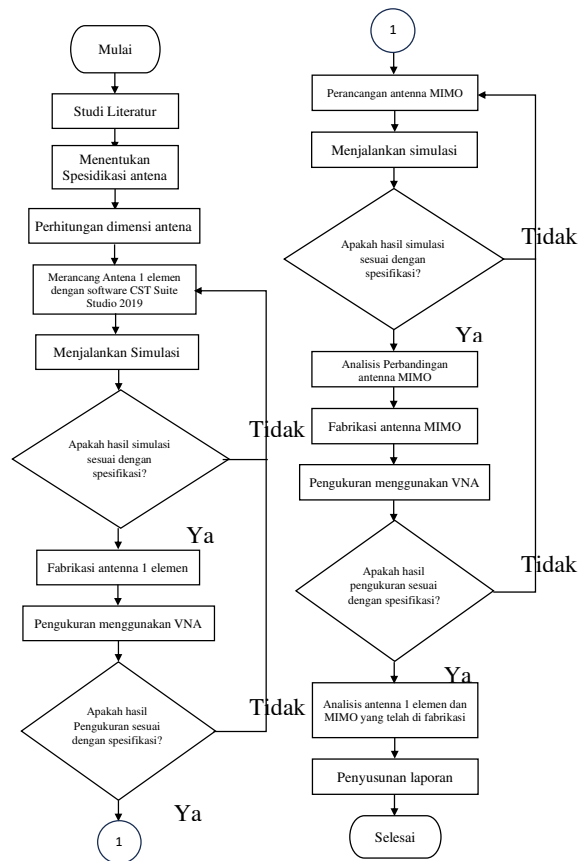 Mulai
Studi Literatur
Menentukan
Spesidikasi antena
Perhitungan dimensi antena
Merancang Antena 1 elemen
dengan software CST Suite
Studio 2019
Menjalankan Simulasi
Apakah hasil simulasi
sesuai dengan
spesifikasi?
Tidak
Ya
Fabrikasi antenna 1 elemen
Pengukuran menggunakan VNA
Apakah hasil
Pengukuran sesuai
dengan spesifikasi?
Tidak
Ya
1
1
Perancangan antenna MIMO
Menjalankan simulasi
Apakah hasil simulasi
sesuai dengan
spesifikasi?
Tidak
Ya
Analisis Perbandingan
antenna MIMO
Fabrikasi antenna MIMO
Pengukuran menggunakan VNA
Apakah hasil
pengukuran sesuai
dengan spesifikasi?
Tidak
Ya
Analisis antenna 1 elemen dan
MIMO yang telah di fabrikasi
Penyusunan laporan
Selesai